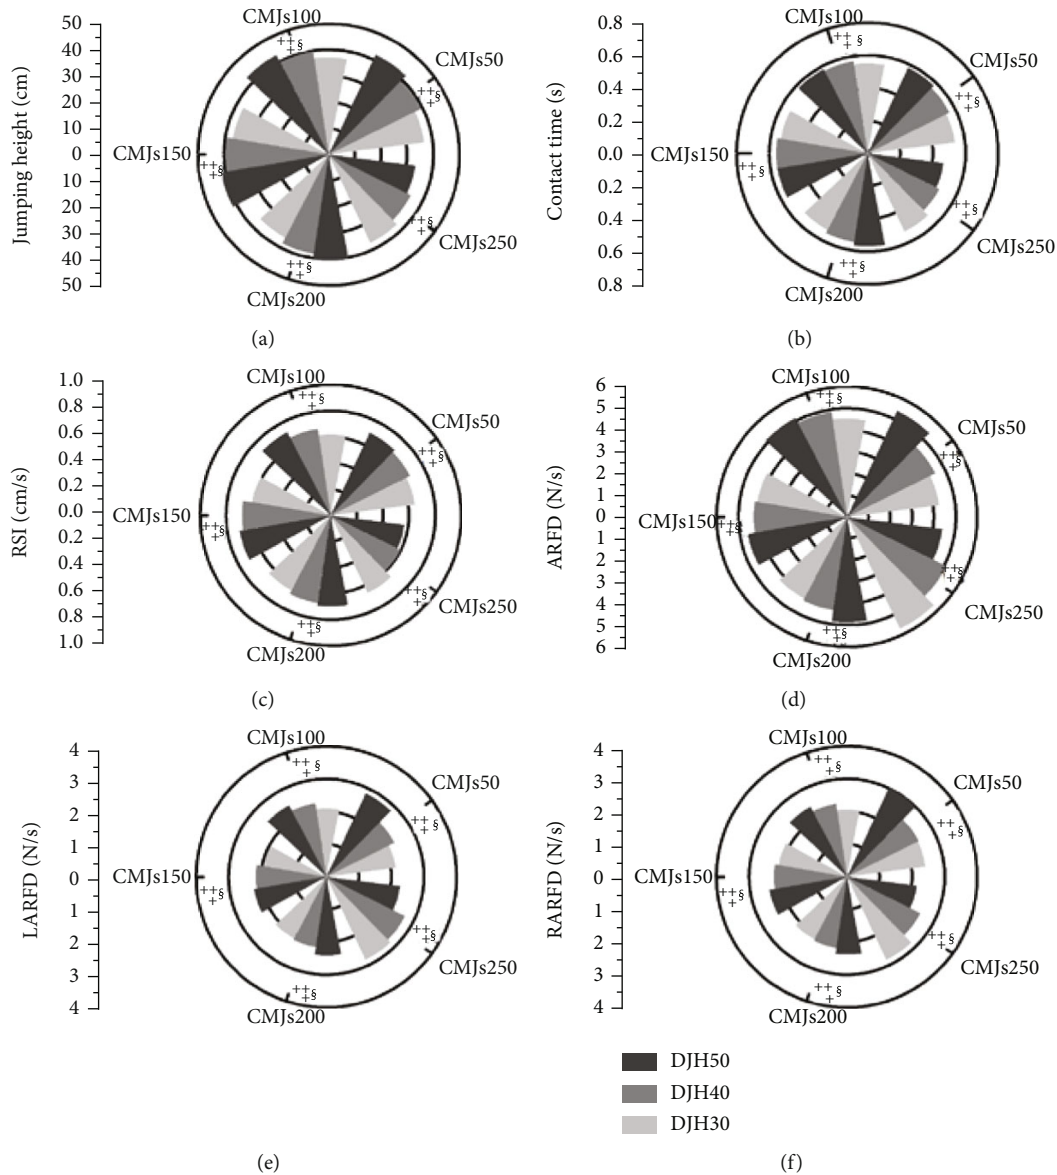 50
40
30
20
10
0
10
20
30
40
50
Jumping height (cm)
CMJs100
CMJs50
CMJs150
CMJs250
CMJs200
++
+ §
++
+ §
++
+ §
++
+ §
++
+ §
(a)
0.8
0.6
0.4
0.2
0.0
0.2
0.4
0.6
0.8
Contact time (s)
CMJs100
CMJs50
CMJs150
CMJs250
CMJs200
++
+ §
++
+ §
++
+ §
++
+ §
++
+ §
(b)
1.0
0.8
0.6
0.4
0.2
0.0
0.2
0.4
0.6
0.8
1.0
RSI (cm/s)
CMJs100
CMJs50
CMJs150
CMJs250
CMJs200
++
+ §
++
+ §
++
+ §
++
+ §
++
+ §
(c)
6
5
4
3
2
1
0
1
2
3
4
5
6
ARFD (N/s)
CMJs100
CMJs50
CMJs150
CMJs250
CMJs200
++
+ §
++
+ §
++
+ §
++
+ §
++
+ §
(d)
4
3
2
1
0
1
2
3
4
LARFD (N/s)
CMJs100
CMJs50
CMJs150
CMJs250
CMJs200
++
+ §
++
+ §
++
+ §
++
+ §
++
+ §
4
3
2
1
0
1
2
3
4
RARFD (N/s)
CMJs100
CMJs50
CMJs150
CMJs250
CMJs200
++
+ §
++
+ §
++
+ §
++
+ §
++
+ §
DJH50
DJH40
DJH30
(e)
(f)